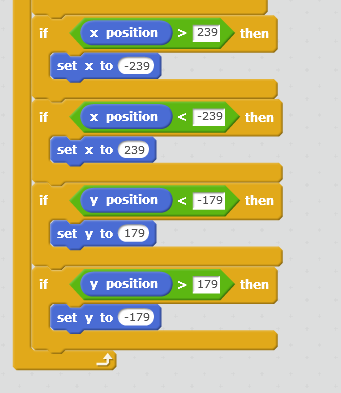 if x position > 239 then
set x to -239
if x position < -239 then
set x to 239
if y position < -179 then
set y to 179
if y position > 179 then
set y to -179